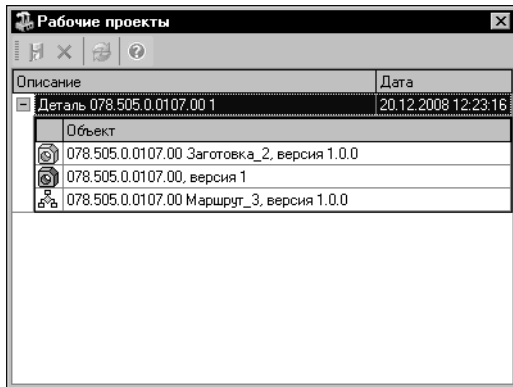 Рабочие проекты
Описание Дата
Деталь 078.505.0.0107.00 1 20.12.2008 12:23:16
Объект
078.505.0.0107.00 Заготовка_2, версия 1.0.0
078.505.0.0107.00, версия 1
078.505.0.0107.00 Маршрут_3, версия 1.0.0